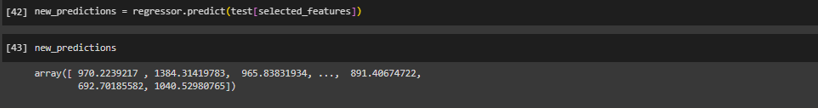 [42] new_predictions = regressor.predict(test[selected_features])
[43] new_predictions
array([ 970.2239217 , 1384.31419783,  965.83831934, ...,  891.40674722,
        692.70185582, 1040.52980765])